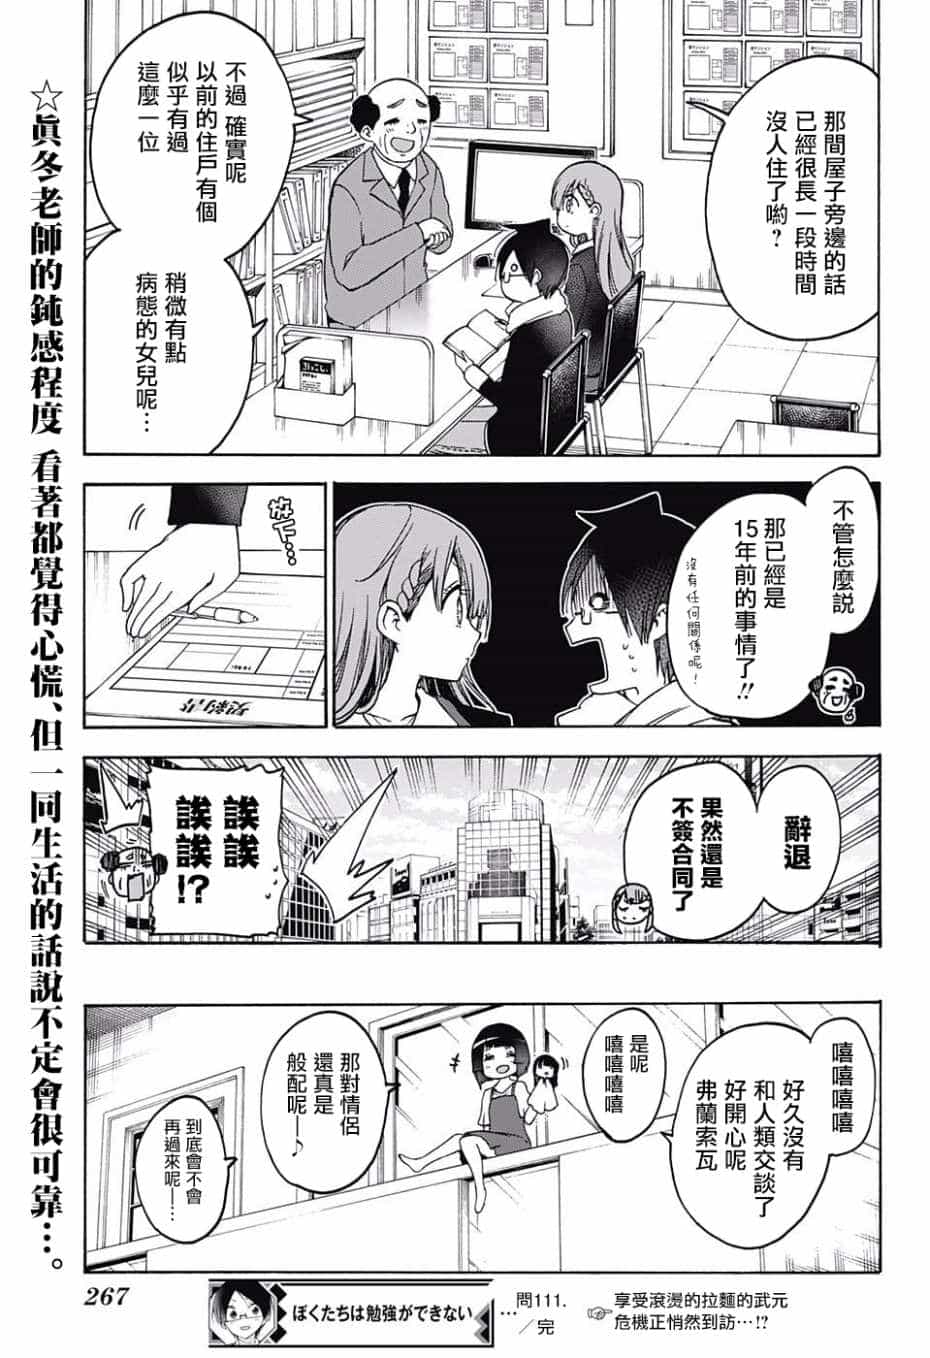 那間屋子旁邊的話
已經很長一段時間
沒人住了喲？
不過 確實呢
以前的住戶有個
似乎有過
這麼一位
稍微有點
病態的女兒呢…
不管怎麼說
那已經是
15年前的事情了!!
沒有任何關係呢！
放下…
契約書
辭退
果然還是
不簽合同了
誒誒
誒誒
!?
嘻嘻嘻嘻
好久沒有
和人類交談了
好開心呢
弗蘭索瓦
是呢
嘻嘻嘻嘻
那對情侶
還真是
般配呢—♪
到底會不會
再過來呢——
☆真冬老師的鈍感程度 看著都覺得心慌、但一同生活的話說不定會很可靠…。
267
ぼくたちは勉強ができない
…
問111.
／完
☞享受滾燙的拉麵的武元
危機正悄然到訪…!?